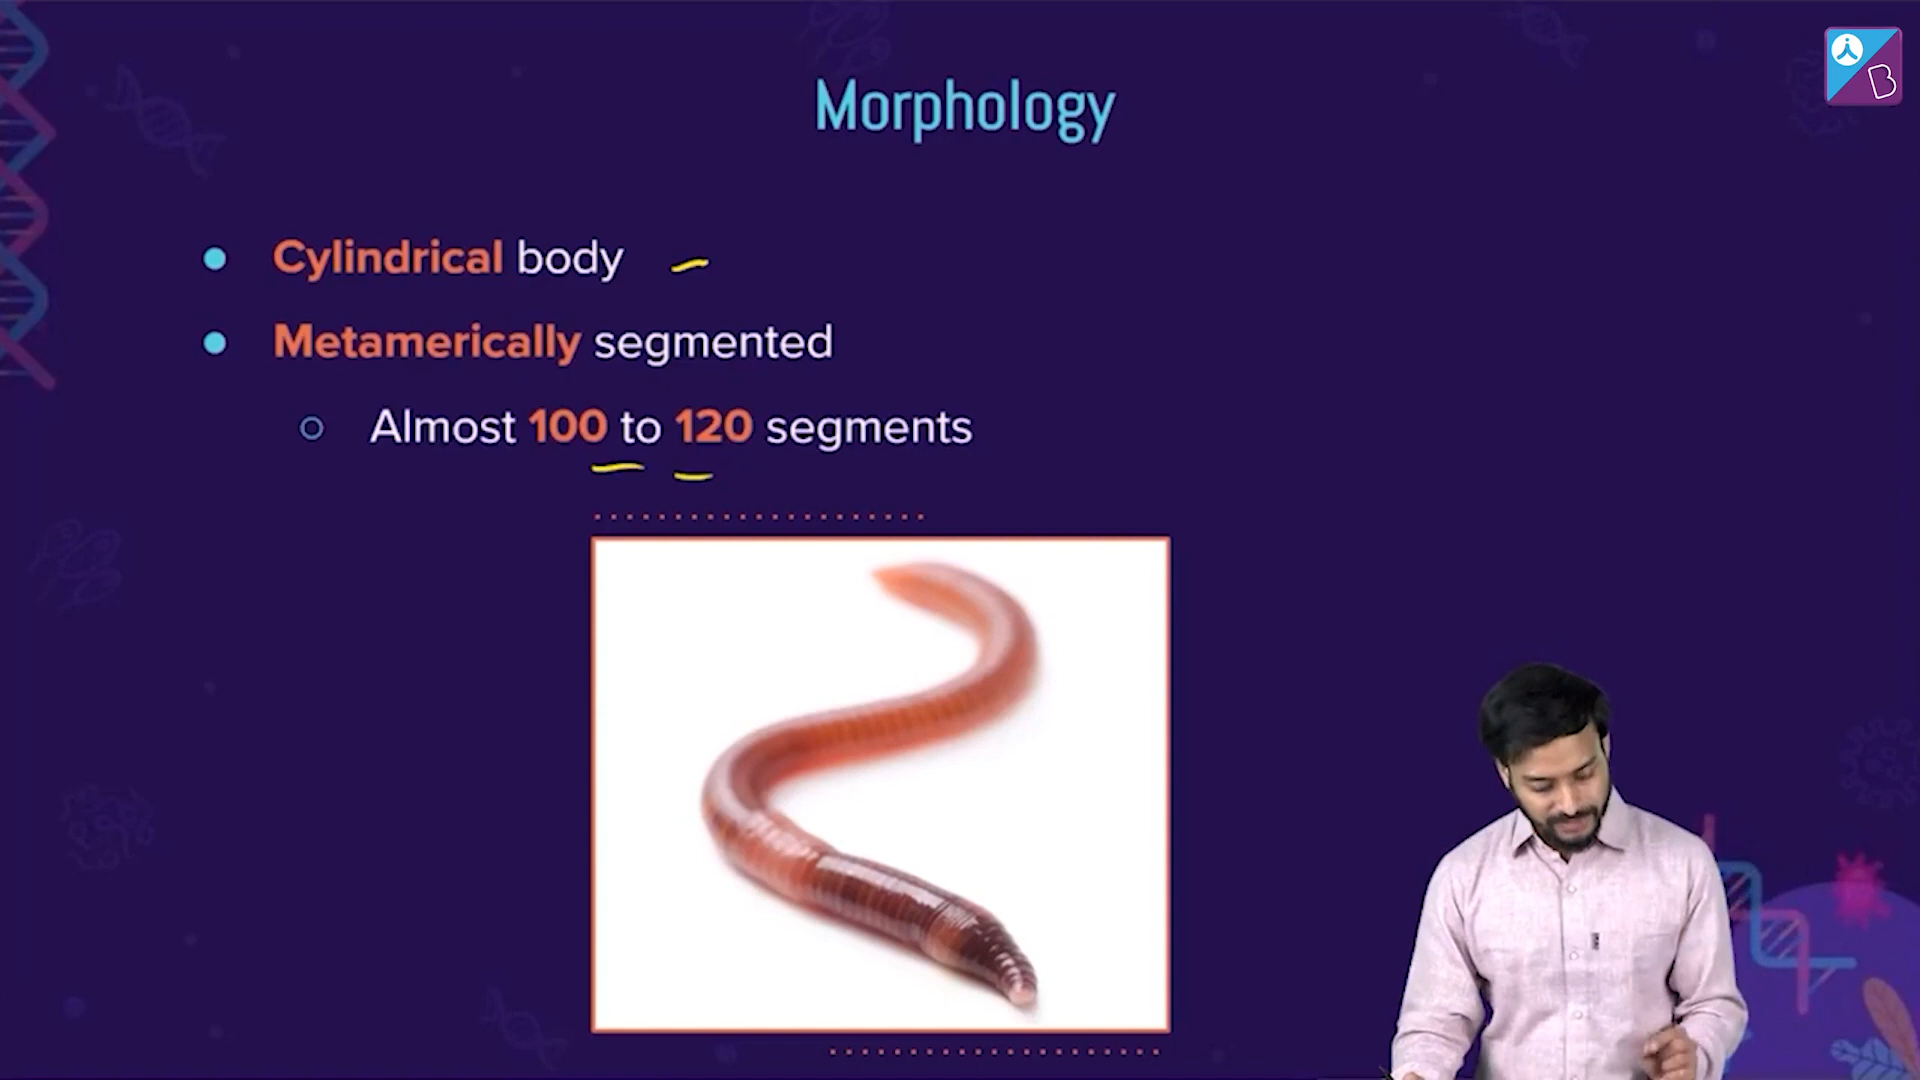 Morphology
Cylindrical body
Metamerically segmented
Almost 100 to 120 segments
B